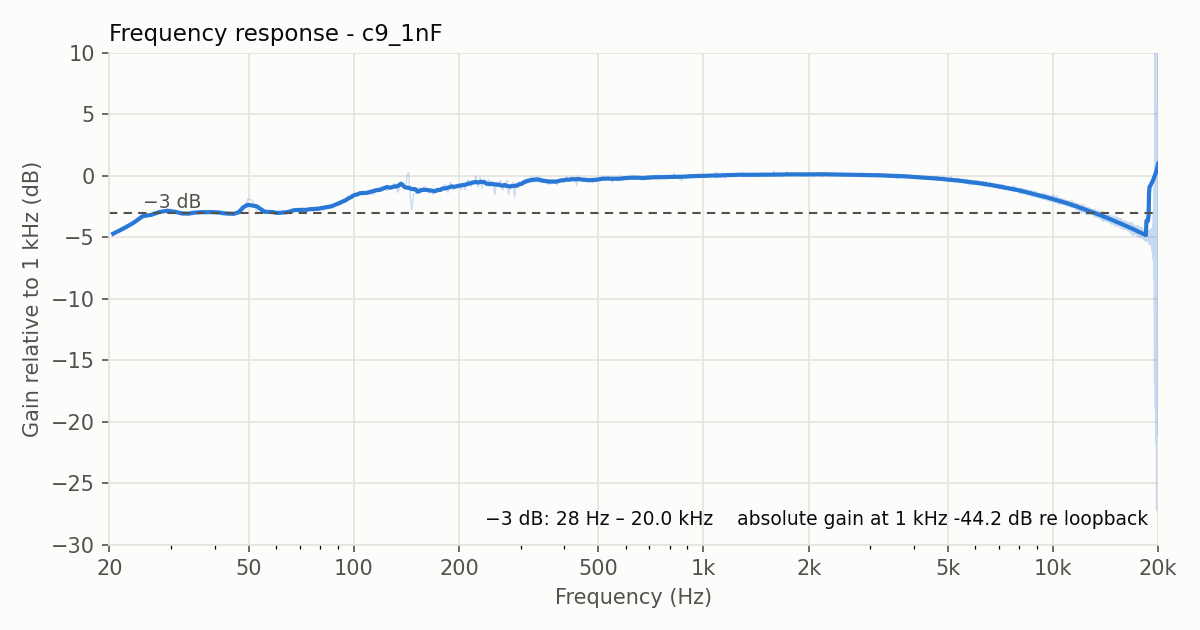 Frequency response - c9_1nF
10
5
0
−5
−10
−15
−20
−25
−30
Gain relative to 1 kHz (dB)
−3 dB
−3 dB: 28 Hz – 20.0 kHz    absolute gain at 1 kHz -44.2 dB re loopback
20 50 100 200 500 1k 2k 5k 10k 20k
Frequency (Hz)